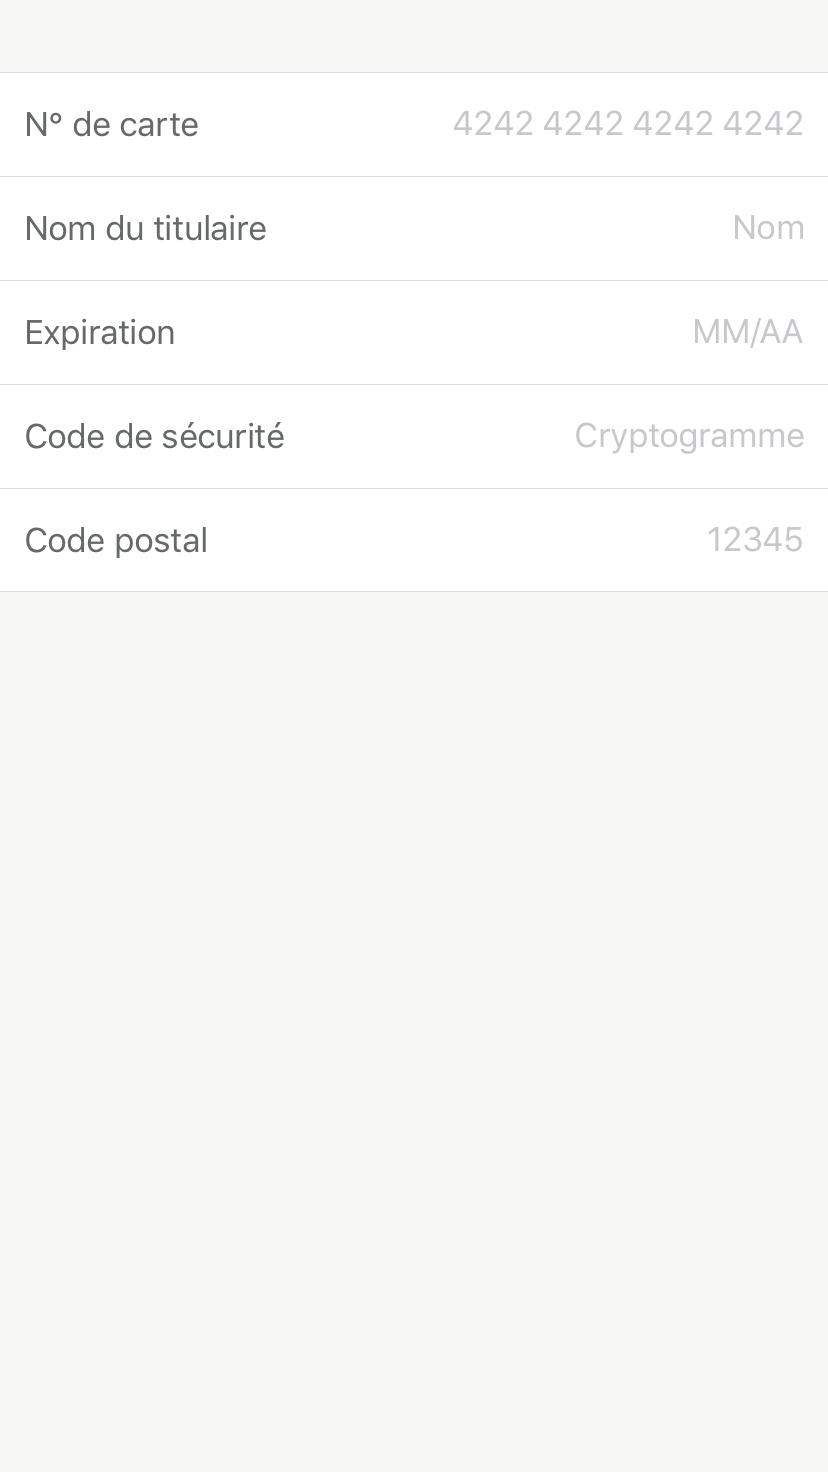 N° de carte 4242 4242 4242 4242
Nom du titulaire Nom
Expiration MM/AA
Code de sécurité Cryptogramme
Code postal 12345